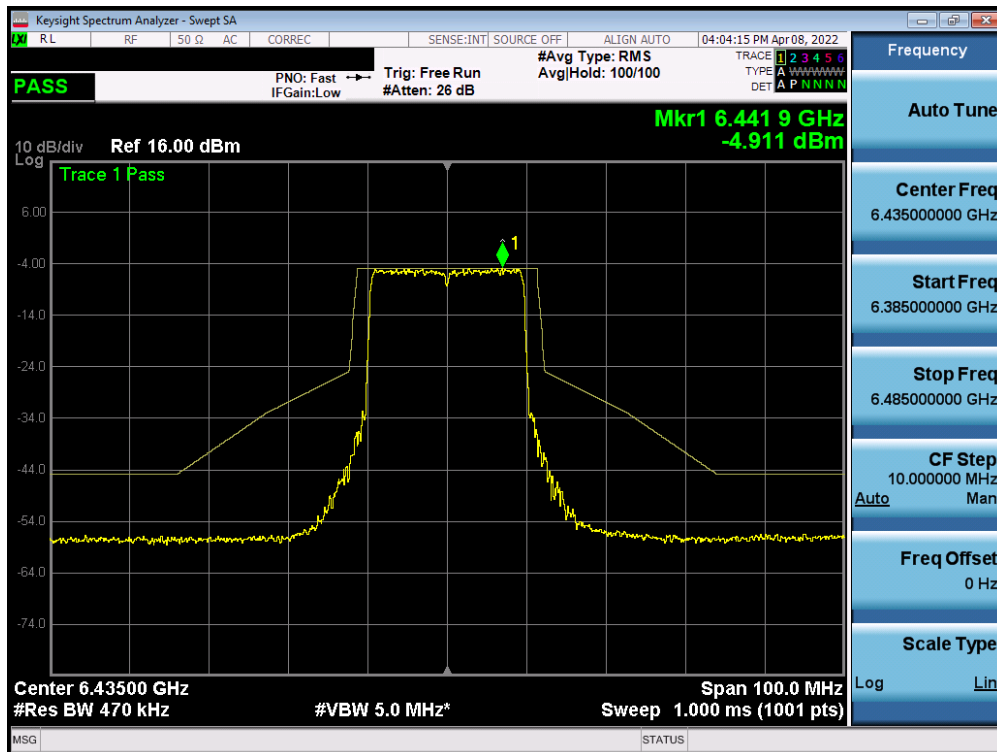 Keysight Spectrum Analyzer - Swept SA
LXI RL RF 50 Ω AC CORREC SENSE:INT SOURCE OFF ALIGN AUTO 04:04:15 PM Apr 08, 2022
PASS
PNO: Fast
IFGain:Low
Trig: Free Run
#Atten: 26 dB
#Avg Type: RMS
Avg|Hold: 100/100
TRACE 1 2 3 4 5 6
TYPE A WWWWW
DET A P N N N N
Mkr1 6.441 9 GHz
-4.911 dBm
10 dB/div Ref 16.00 dBm
Log
Trace 1 Pass
1
6.00
-4.00
-14.0
-24.0
-34.0
-44.0
-54.0
-64.0
-74.0
Center 6.43500 GHz Span 100.0 MHz
#Res BW 470 kHz #VBW 5.0 MHz* Sweep 1.000 ms (1001 pts)
MSG STATUS
Frequency
Auto Tune
Center Freq
6.435000000 GHz
Start Freq
6.385000000 GHz
Stop Freq
6.485000000 GHz
CF Step
10.000000 MHz
Auto Man
Freq Offset
0 Hz
Scale Type
Log Lin